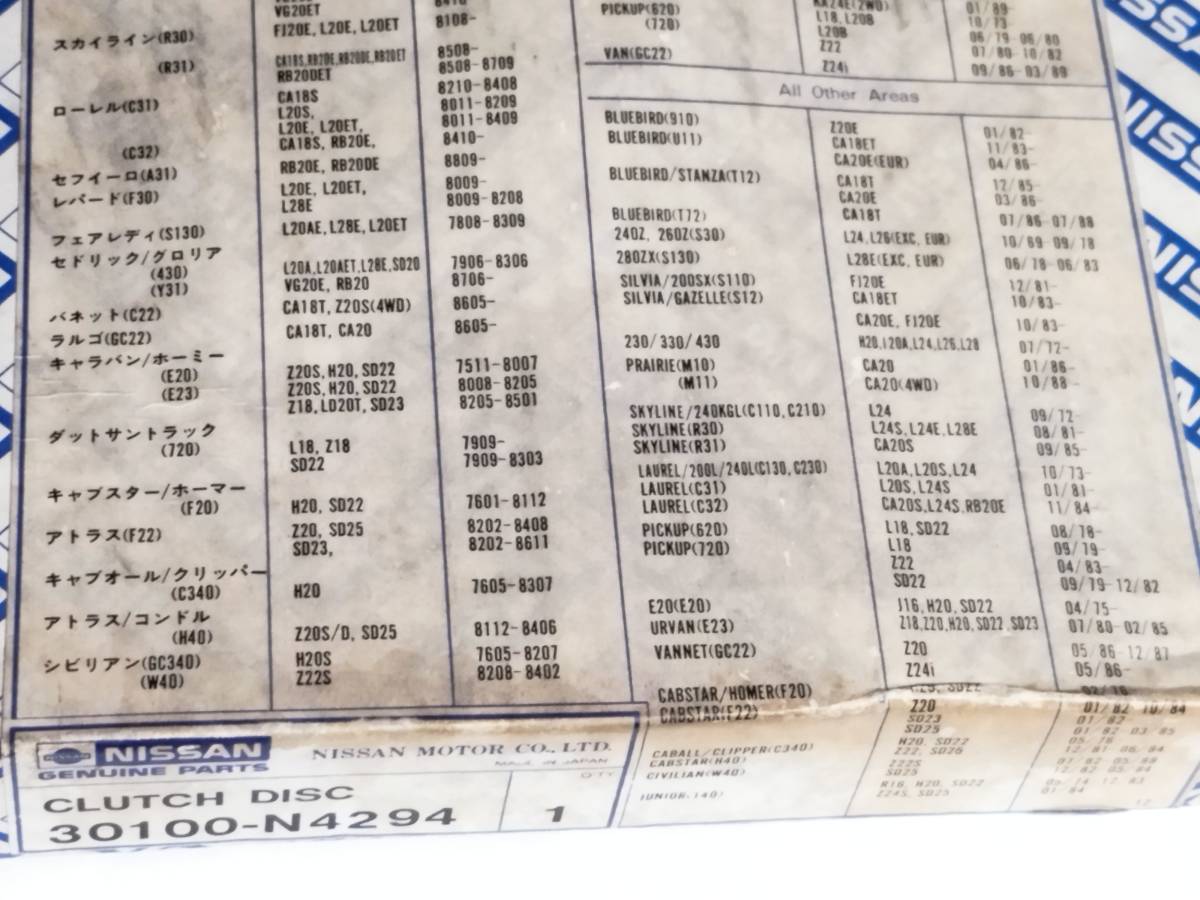 VG20ET
スカイライン(R30) FJ20E, L20E, L20ET 8108-
(R31) CA18S, RB20E, RB20DE, RB20DET 8508-
RB20DET 8508-8709
ローレル(C31) CA18S 8210-8408
L20S, 8011-8209
L20E, L20ET, 8011-8409
(C32) CA18S, RB20E, 8410-
セフィーロ(A31) RB20E, RB20DE 8809-
レパード(F30) L20E, L20ET, 8009-
L28E 8009-8208
フェアレディ(S130) L20AE, L28E, L20ET 7808-8309
セドリック/グロリア
(430) L20A, L20AET, L28E, SD20 7906-8306
(Y31) VG20E, RB20 8706-
バネット(C22) CA18T, Z20S(4WD) 8605-
ラルゴ(GC22) CA18T, CA20 8605-
キャラバン/ホーミー
(E20) Z20S, H20, SD22 7511-8007
(E23) Z20S, H20, SD22 8008-8205
Z18, LD20T, SD23 8205-8501
ダットサントラック
(720) L18, Z18 7909-
SD22 7909-8303
キャブスター/ホーマー
(F20) H20, SD22 7601-8112
アトラス(F22) Z20, SD25 8202-8408
SD23, 8202-8611
キャブオール/クリッパー
(C340) H20 7605-8307
アトラス/コンドル
(H40) Z20S/D, SD25 8112-8406
シビリアン(GC340) H20S 7605-8207
(W40) Z22S 8208-8402
NISSAN
NISSAN MOTOR CO., LTD.
GENUINE PARTS
MADE IN JAPAN
Q'TY
CLUTCH DISC
30100-N4294 1
PICKUP(620) 01/89-
(720) L18, L20B 10/73-
L20B 06/79-06/80
VAN(GC22) Z22 07/80-10/82
Z24i 09/86-03/89
All Other Areas
BLUEBIRD(910) Z20E 01/82-
BLUEBIRD(U11) CA18ET 11/83-
CA20E(EUR) 04/86-
BLUEBIRD/STANZA(T12) CA18T 12/85-
CA20E 03/86-
BLUEBIRD(T72) CA18T 07/86-07/88
240Z, 260Z(S30) L24, L26(EXC, EUR) 10/69-09/78
280ZX(S130) L28E(EXC, EUR) 06/78-06/83
SILVIA/200SX(S110) FJ20E 12/81-
SILVIA/GAZELLE(S12) CA18ET 10/83-
CA20E, FJ20E 10/83-
230/330/430 H20, L20A, L24, L26, L28 07/72-
PRAIRIE(M10) CA20 01/86-
(M11) CA20(4WD) 10/88-
SKYLINE/240KGL(C110, C210) L24 09/72-
SKYLINE(R30) L24S, L24E, L28E 08/81-
SKYLINE(R31) CA20S 09/85-
LAUREL/200L/240L(C130, C230) L20A, L20S, L24 10/73-
LAUREL(C31) L20S, L24S 01/81-
LAUREL(C32) CA20S, L24S, RB20E 11/84-
PICKUP(620) L18, SD22 08/78-
PICKUP(720) L18 09/79-
Z22 04/83-
SD22 09/79-12/82
E20(E20) J16, H20, SD22 04/75-
URVAN(E23) Z18, Z20, H20, SD22, SD23 07/80-02/85
VANNET(GC22) Z20 05/86-12/87
Z24i 05/86-
CABSTAR/HOMER(F20)
CABSTAR(F22) Z20 01/82-10/84
SD23 01/82-
SD25 01/82-03/85
CABALL/CLIPPER(C340) H20, SD22 05/76-
CABSTAR(H40)
Z22S
CIVILIAN(W40) SD25